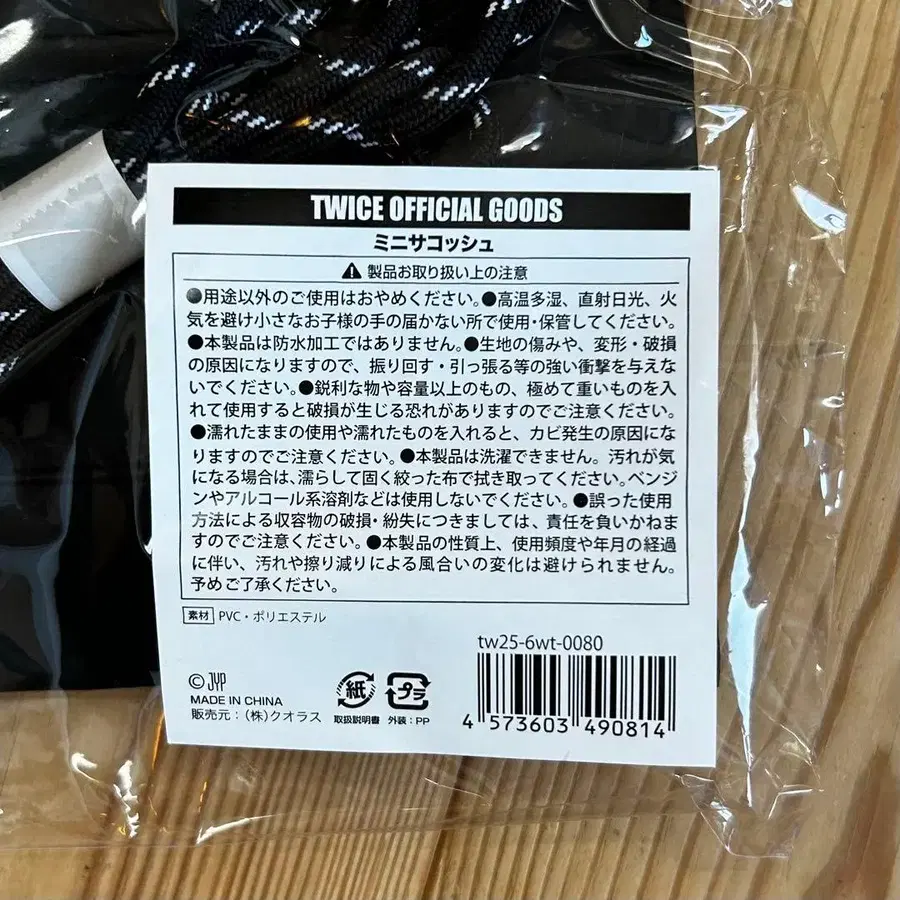 TWICE OFFICIAL GOODS
ミニサコッシュ
⚠ 製品お取り扱い上の注意
●用途以外のご使用はおやめください。●高温多湿、直射日光、火
気を避け小さなお子様の手の届かない所で使用・保管してください。
●本製品は防水加工ではありません。●生地の傷みや、変形・破損
の原因になりますので、振り回す・引っ張る等の強い衝撃を与えな
いでください。●鋭利な物や容量以上のもの、極めて重いものを入
れて使用すると破損が生じる恐れがありますのでご注意ください。
●濡れたままの使用や濡れたものを入れると、カビ発生の原因にな
りますのでご注意ください。●本製品は洗濯できません。汚れが気
になる場合は、濡らして固く絞った布で拭き取ってください。ベンジ
ンやアルコール系溶剤などは使用しないでください。●誤った使用
方法による収容物の破損・紛失につきましては、責任を負いかねま
すのでご注意ください。●本製品の性質上、使用頻度や年月の経過
に伴い、汚れや擦り減りによる風合いの変化は避けられません。
予めご了承ください。
素材 PVC・ポリエステル
tw25-6wt-0080
© JYP
MADE IN CHINA
販売元：(株)クオラス
紙
取扱説明書
プラ
外装：PP
4 573603 490814